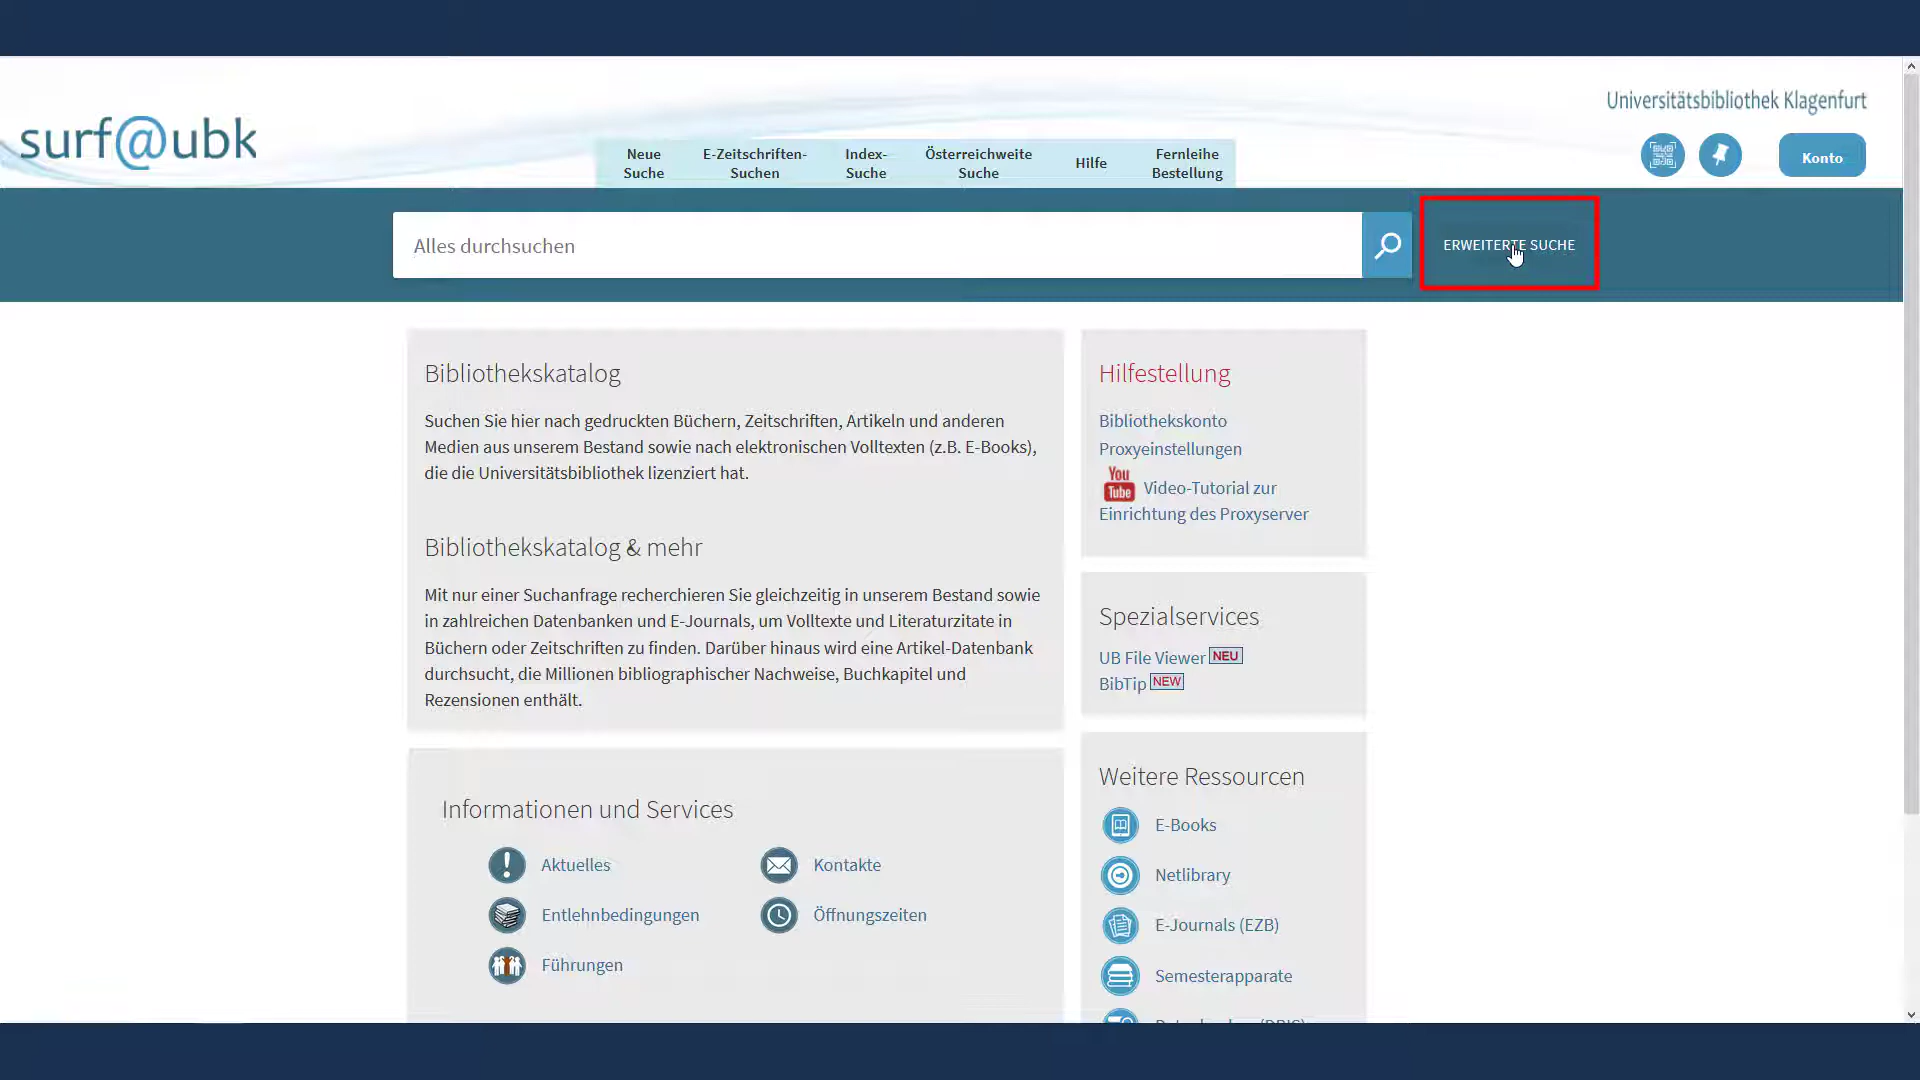 surf@ubk
Universitätsbibliothek Klagenfurt
Neue
Suche
E-Zeitschriften-
Suchen
Index-
Suche
Österreichweite
Suche
Hilfe
Fernleihe
Bestellung
Konto
Alles durchsuchen
ERWEITERTE SUCHE
Bibliothekskatalog
Suchen Sie hier nach gedruckten Büchern, Zeitschriften, Artikeln und anderen
Medien aus unserem Bestand sowie nach elektronischen Volltexten (z.B. E-Books),
die die Universitätsbibliothek lizenziert hat.
Bibliothekskatalog & mehr
Mit nur einer Suchanfrage recherchieren Sie gleichzeitig in unserem Bestand sowie
in zahlreichen Datenbanken und E-Journals, um Volltexte und Literaturzitate in
Büchern oder Zeitschriften zu finden. Darüber hinaus wird eine Artikel-Datenbank
durchsucht, die Millionen bibliographischer Nachweise, Buchkapitel und
Rezensionen enthält.
Hilfestellung
Bibliothekskonto
Proxyeinstellungen
You
Tube
Video-Tutorial zur
Einrichtung des Proxyserver
Spezialservices
UB File Viewer NEU
BibTip NEW
Informationen und Services
Aktuelles
Kontakte
Entlehnbedingungen
Öffnungszeiten
Führungen
Weitere Ressourcen
E-Books
Netlibrary
E-Journals (EZB)
Semesterapparate